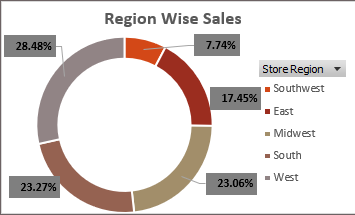 Region Wise Sales
28.48%
7.74%
Store Region
Southwest
17.45%
East
Midwest
South
23.27%
23.06%
West